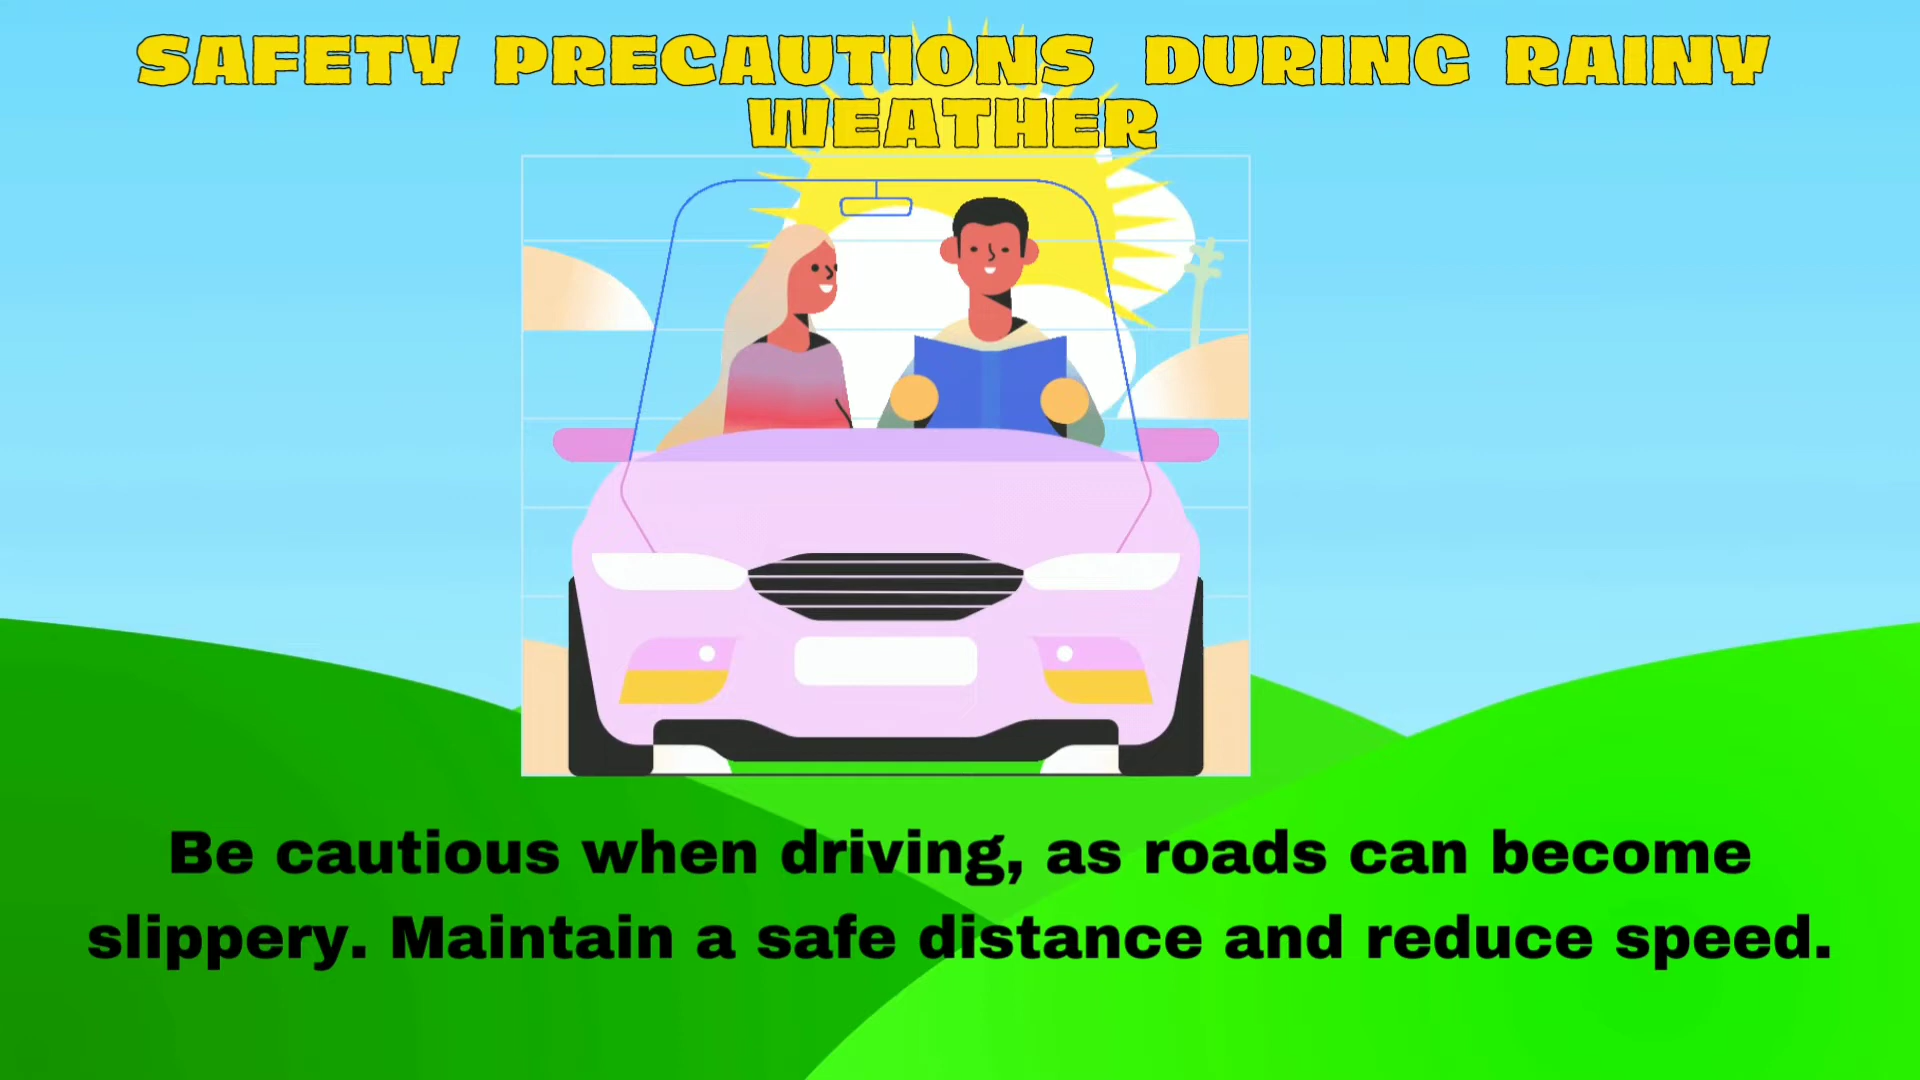 SAFETY PRECAUTIONS DURING RAINY
WEATHER
Be cautious when driving, as roads can become
slippery. Maintain a safe distance and reduce speed.